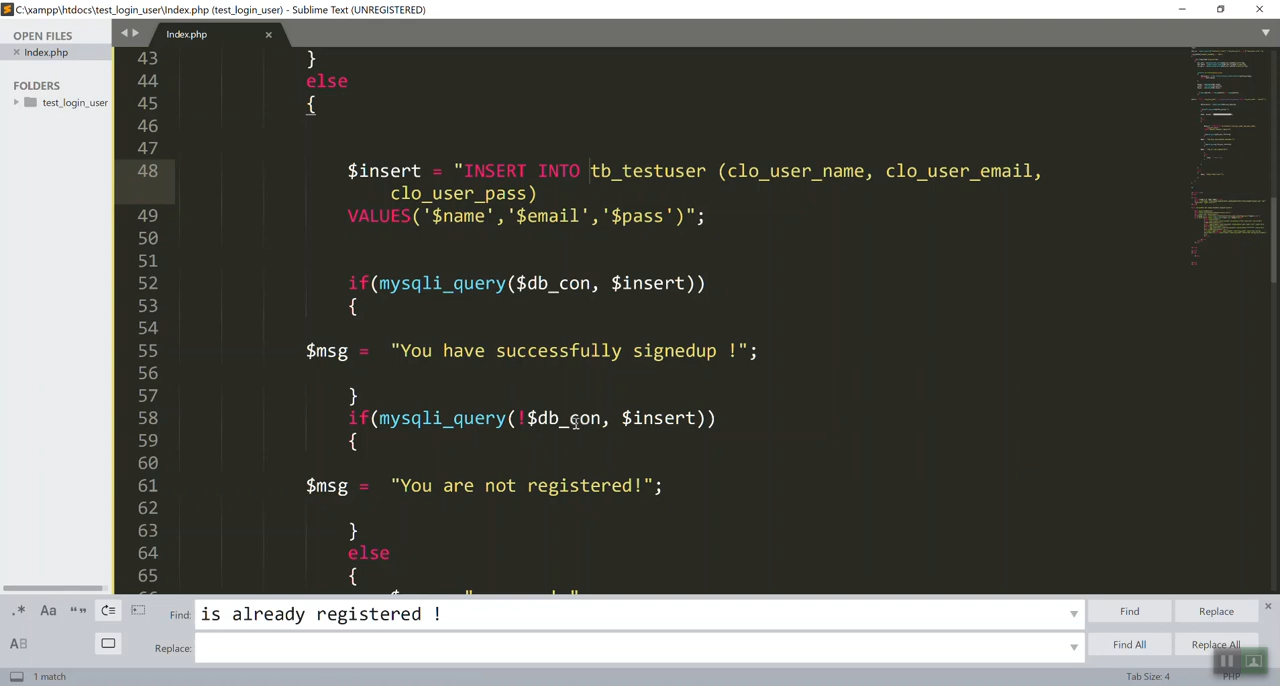 C:\xampp\htdocs\test_login_user\Index.php (test_login_user) - Sublime Text (UNREGISTERED)
OPEN FILES
Index.php
FOLDERS
test_login_user
Index.php
43 }
44 else
45 {
46
47
48 $insert = "INSERT INTO tb_testuser (clo_user_name, clo_user_email,
clo_user_pass)
49 VALUES('$name','$email','$pass')";
50
51
52 if(mysqli_query($db_con, $insert))
53 {
54
55 $msg = "You have successfully signedup !";
56
57 }
58 if(mysqli_query(!$db_con, $insert))
59 {
60
61 $msg = "You are not registered!";
62
63 }
64 else
65 {
Find: is already registered !
Find
Replace
Replace:
Find All
Replace All
1 match
Tab Size: 4
PHP